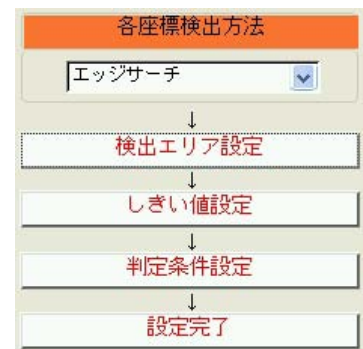 各座標検出方法
エッジサーチ
↓
検出エリア設定
↓
しきい値設定
↓
判定条件設定
↓
設定完了